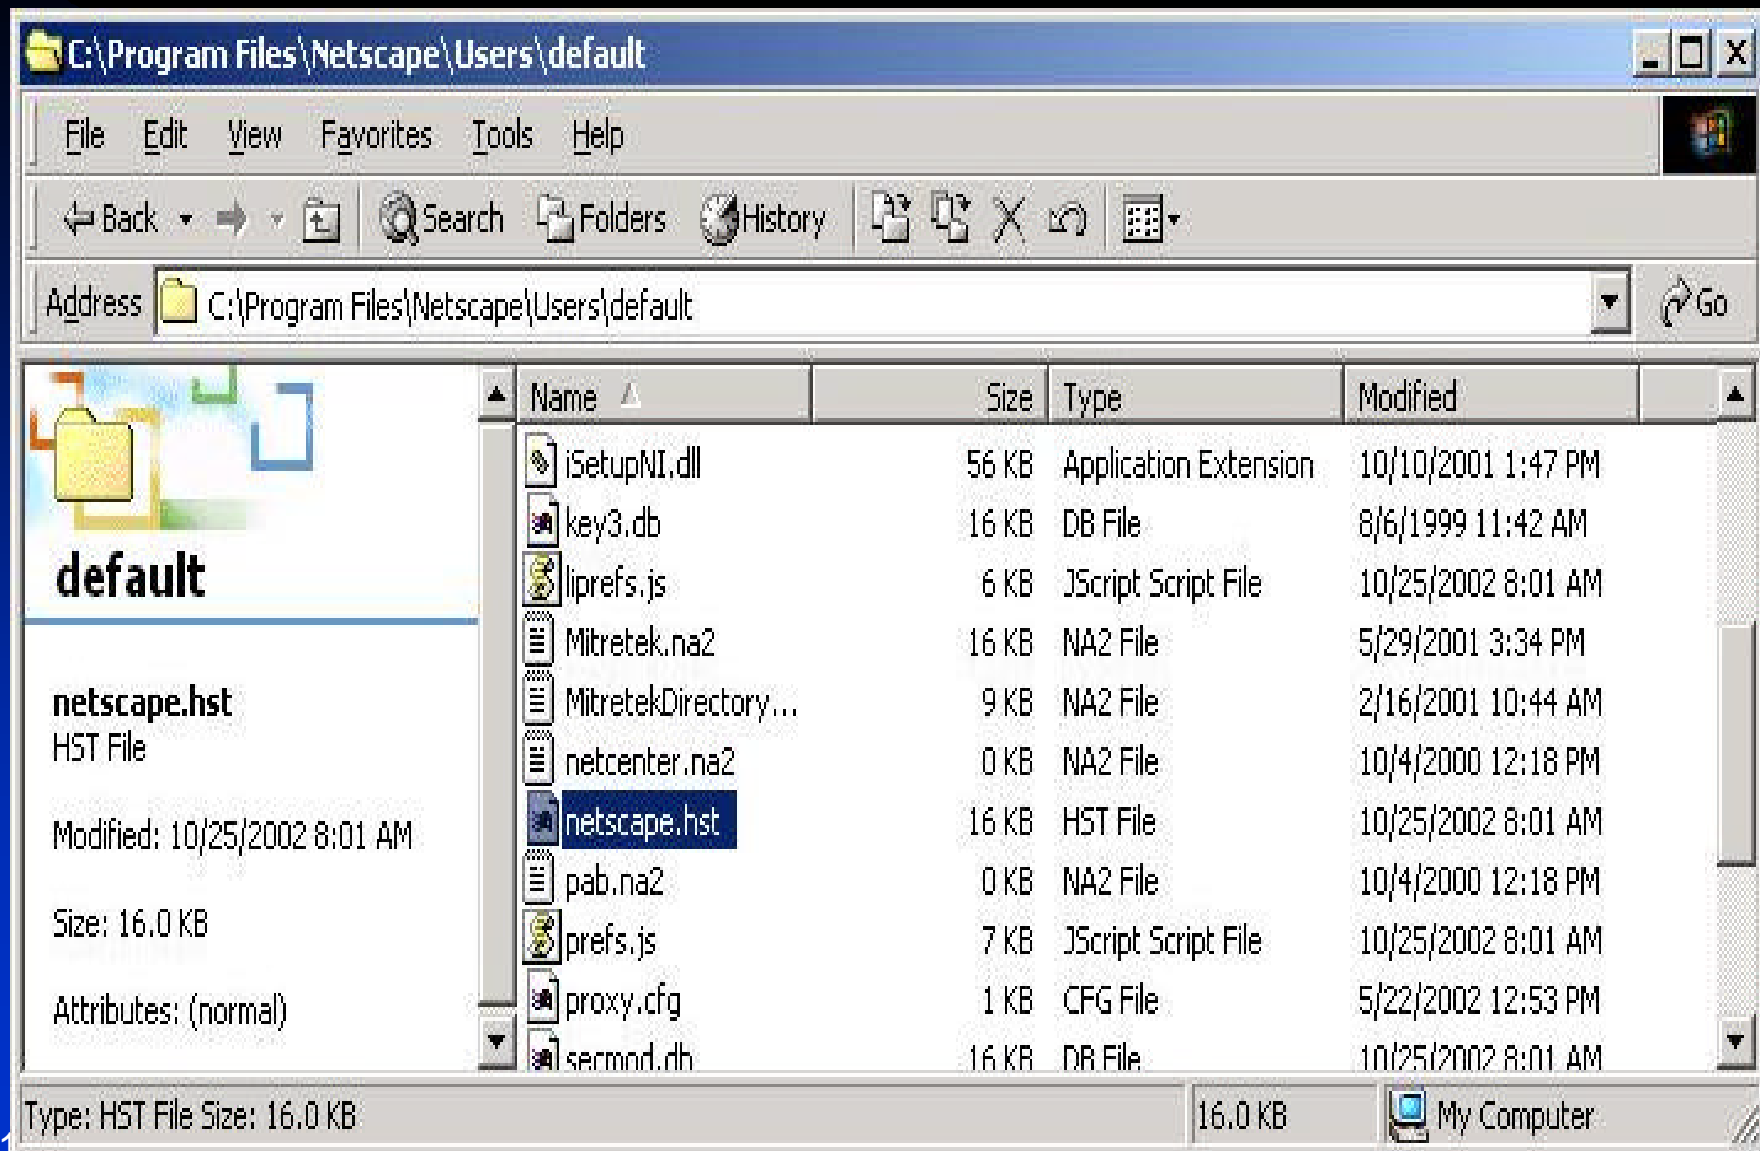 C:\Program Files\Netscape\Users\default
File Edit View Favorites Tools Help
Back Search Folders History
Address C:\Program Files\Netscape\Users\default Go
default
netscape.hst
HST File
Modified: 10/25/2002 8:01 AM
Size: 16.0 KB
Attributes: (normal)
Name Size Type Modified
iSetupNI.dll 56 KB Application Extension 10/10/2001 1:47 PM
key3.db 16 KB DB File 8/6/1999 11:42 AM
liprefs.js 6 KB JScript Script File 10/25/2002 8:01 AM
Mitretek.na2 16 KB NA2 File 5/29/2001 3:34 PM
MitretekDirectory... 9 KB NA2 File 2/16/2001 10:44 AM
netcenter.na2 0 KB NA2 File 10/4/2000 12:18 PM
netscape.hst 16 KB HST File 10/25/2002 8:01 AM
pab.na2 0 KB NA2 File 10/4/2000 12:18 PM
prefs.js 7 KB JScript Script File 10/25/2002 8:01 AM
proxy.cfg 1 KB CFG File 5/22/2002 12:53 PM
secmod.db 16 KB DB File 10/25/2002 8:01 AM
Type: HST File Size: 16.0 KB 16.0 KB My Computer